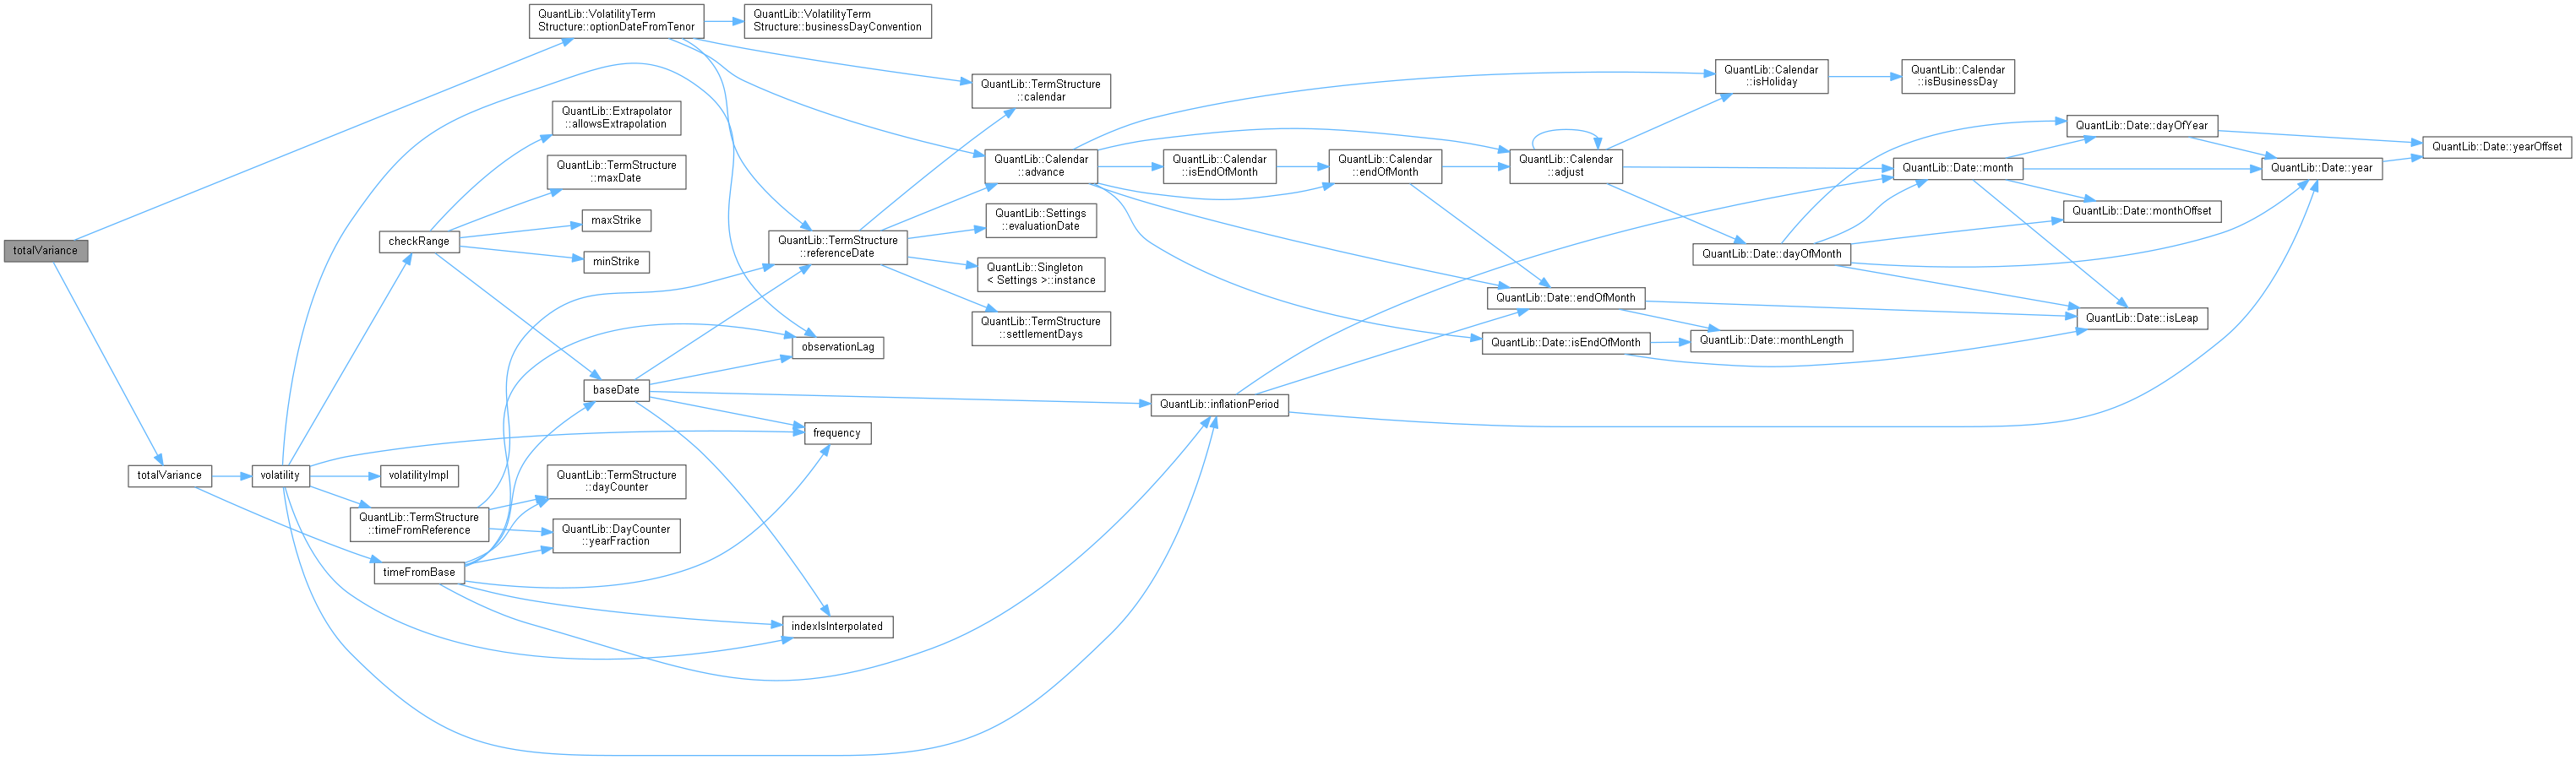 totalVariance
totalVariance
QuantLib::VolatilityTerm
Structure::optionDateFromTenor
QuantLib::VolatilityTerm
Structure::businessDayConvention
QuantLib::Extrapolator
::allowsExtrapolation
QuantLib::TermStructure
::maxDate
maxStrike
minStrike
checkRange
volatility
volatilityImpl
QuantLib::TermStructure
::timeFromReference
timeFromBase
QuantLib::TermStructure
::dayCounter
QuantLib::DayCounter
::yearFraction
baseDate
QuantLib::TermStructure
::referenceDate
observationLag
frequency
indexIsInterpolated
QuantLib::TermStructure
::calendar
QuantLib::Calendar
::advance
QuantLib::Settings
::evaluationDate
QuantLib::Singleton
< Settings >::instance
QuantLib::TermStructure
::settlementDays
QuantLib::inflationPeriod
QuantLib::Calendar
::isEndOfMonth
QuantLib::Calendar
::endOfMonth
QuantLib::Calendar
::adjust
QuantLib::Date::endOfMonth
QuantLib::Date::isEndOfMonth
QuantLib::Calendar
::isHoliday
QuantLib::Calendar
::isBusinessDay
QuantLib::Date::dayOfMonth
QuantLib::Date::monthLength
QuantLib::Date::month
QuantLib::Date::dayOfYear
QuantLib::Date::monthOffset
QuantLib::Date::isLeap
QuantLib::Date::year
QuantLib::Date::yearOffset